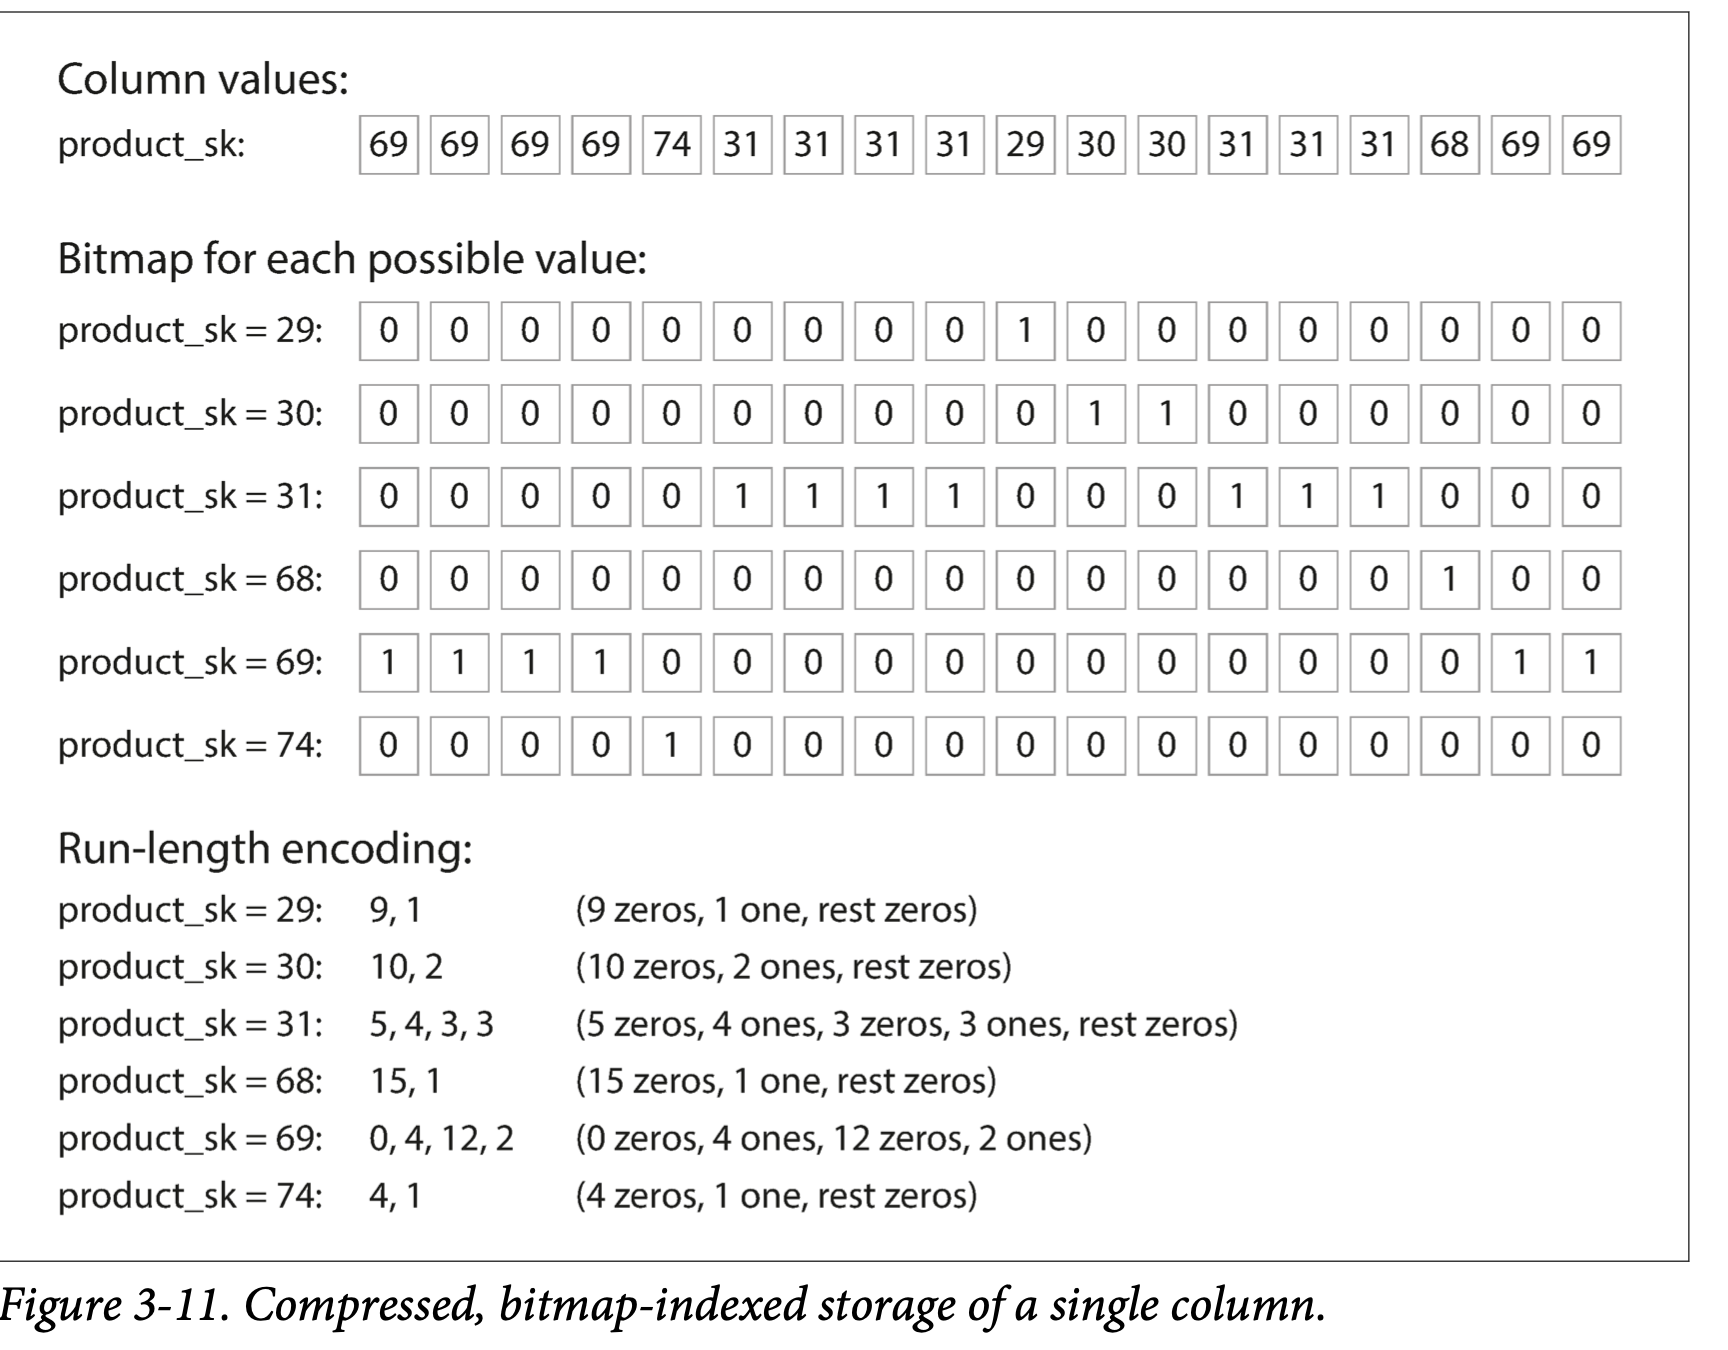 Column values:
product_sk: 69 69 69 69 74 31 31 31 31 29 30 30 31 31 31 68 69 69
Bitmap for each possible value:
product_sk = 29: 0 0 0 0 0 0 0 0 0 1 0 0 0 0 0 0 0 0
product_sk = 30: 0 0 0 0 0 0 0 0 0 0 1 1 0 0 0 0 0 0
product_sk = 31: 0 0 0 0 0 1 1 1 1 0 0 0 1 1 1 0 0 0
product_sk = 68: 0 0 0 0 0 0 0 0 0 0 0 0 0 0 0 1 0 0
product_sk = 69: 1 1 1 1 0 0 0 0 0 0 0 0 0 0 0 0 1 1
product_sk = 74: 0 0 0 0 1 0 0 0 0 0 0 0 0 0 0 0 0 0
Run-length encoding:
product_sk = 29: 9, 1 (9 zeros, 1 one, rest zeros)
product_sk = 30: 10, 2 (10 zeros, 2 ones, rest zeros)
product_sk = 31: 5, 4, 3, 3 (5 zeros, 4 ones, 3 zeros, 3 ones, rest zeros)
product_sk = 68: 15, 1 (15 zeros, 1 one, rest zeros)
product_sk = 69: 0, 4, 12, 2 (0 zeros, 4 ones, 12 zeros, 2 ones)
product_sk = 74: 4, 1 (4 zeros, 1 one, rest zeros)
Figure 3-11. Compressed, bitmap-indexed storage of a single column.